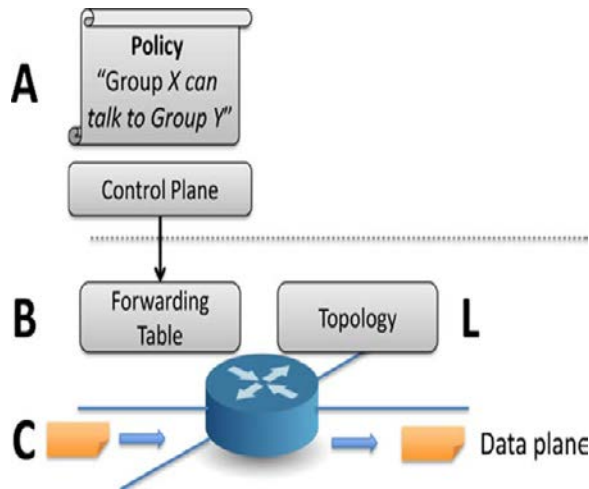 A
Policy
“Group X can
talk to Group Y”
Control Plane
B
Forwarding
Table
Topology
L
C
Data plane